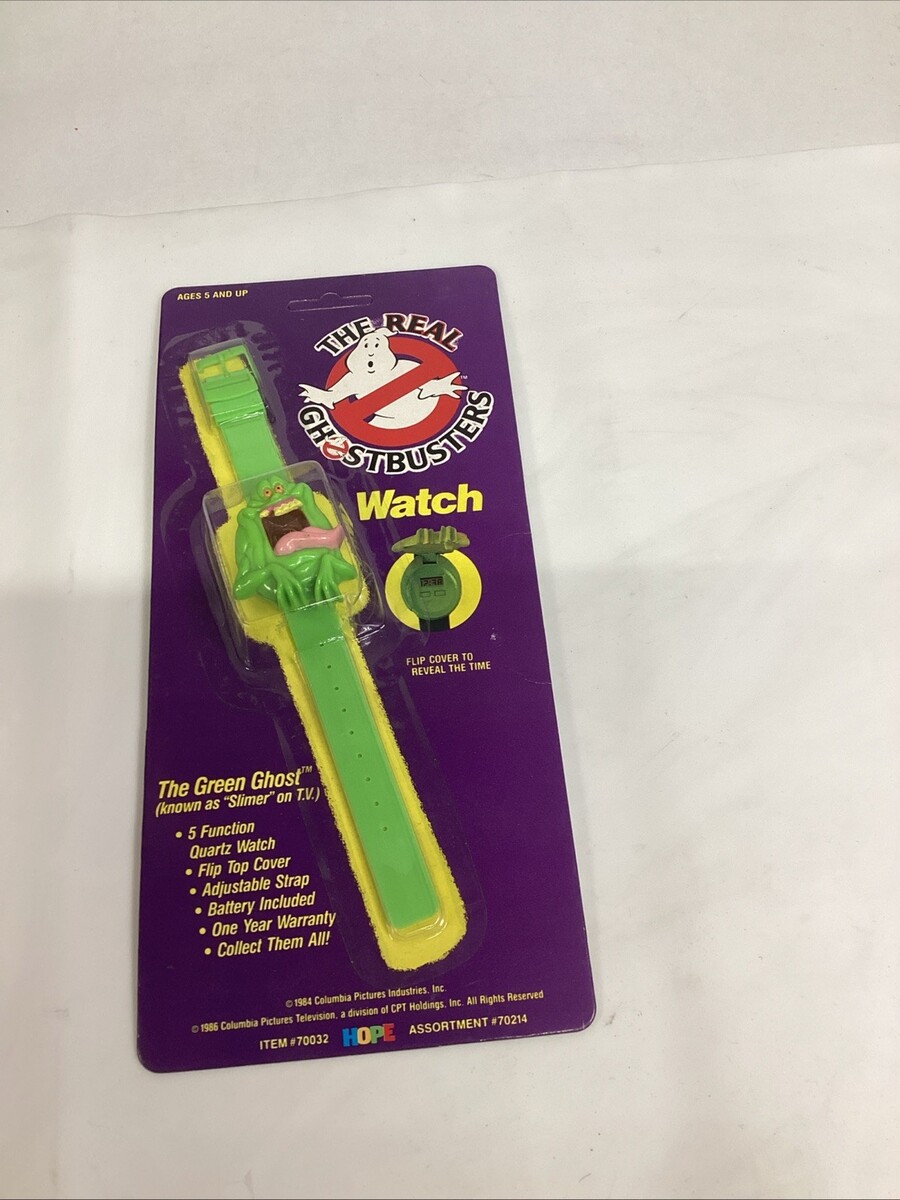 AGES 5 AND UP
THE REAL
GHOSTBUSTERS
™
Watch
FLIP COVER TO
REVEAL THE TIME
The Green Ghost™
(known as "Slimer" on T.V.)
• 5 Function
Quartz Watch
• Flip Top Cover
• Adjustable Strap
• Battery Included
• One Year Warranty
• Collect Them All!
©1984 Columbia Pictures Industries, Inc.
©1986 Columbia Pictures Television, a division of CPT Holdings, Inc. All Rights Reserved
ITEM #70032 HOPE ASSORTMENT #70214